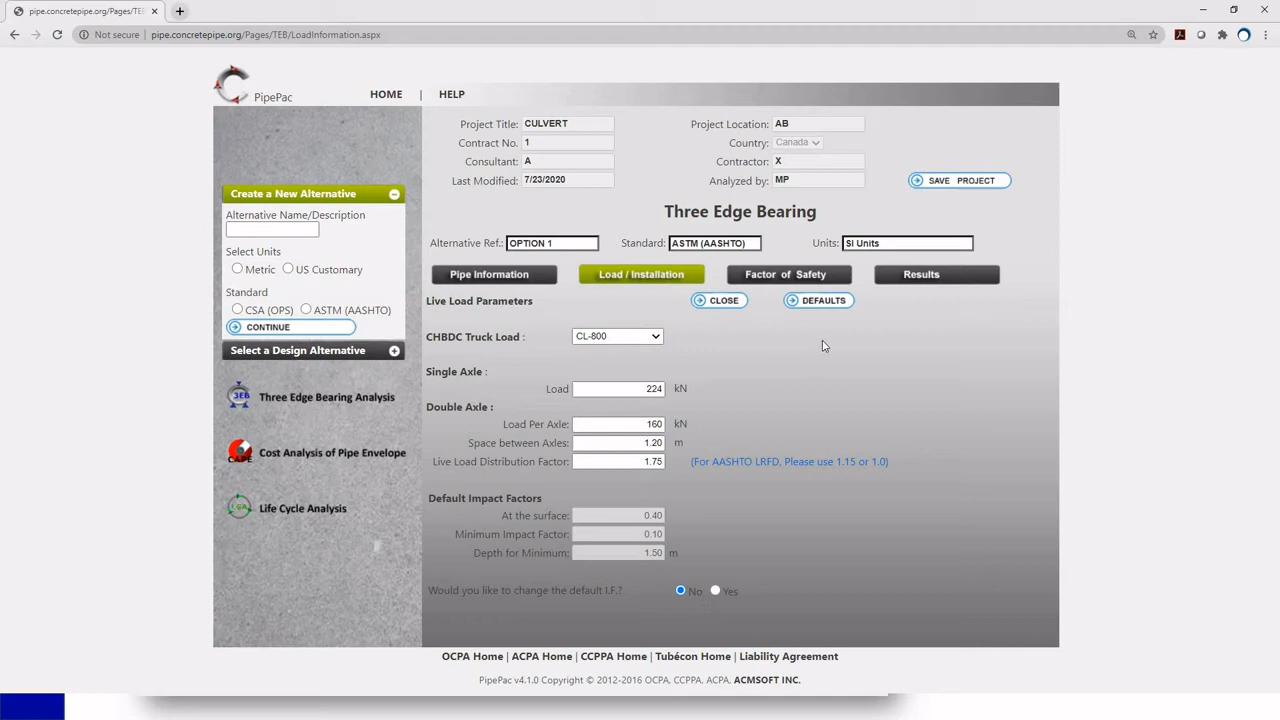 pipe.concretepipe.org/Pages/TEB
Not secure | pipe.concretepipe.org/Pages/TEB/LoadInformation.aspx
PipePac
HOME | HELP
Project Title: CULVERT Project Location: AB
Contract No. 1 Country: Canada
Consultant: A Contractor: X
Last Modified: 7/23/2020 Analyzed by: MP SAVE PROJECT
Three Edge Bearing
Alternative Ref.: OPTION 1 Standard: ASTM (AASHTO) Units: SI Units
Pipe Information Load / Installation Factor of Safety Results
Live Load Parameters CLOSE DEFAULTS
CHBDC Truck Load : CL-800
Single Axle :
Load 224 kN
Double Axle :
Load Per Axle: 160 kN
Space between Axles: 1.20 m
Live Load Distribution Factor: 1.75 (For AASHTO LRFD, Please use 1.15 or 1.0)
Default Impact Factors
At the surface: 0.40
Minimum Impact Factor: 0.10
Depth for Minimum: 1.50 m
Would you like to change the default I.F.? No Yes
Create a New Alternative
Alternative Name/Description
Select Units
Metric US Customary
Standard
CSA (OPS) ASTM (AASHTO)
CONTINUE
Select a Design Alternative
3EB Three Edge Bearing Analysis
CAPE Cost Analysis of Pipe Envelope
LCA Life Cycle Analysis
OCPA Home | ACPA Home | CCPPA Home | Tubécon Home | Liability Agreement
PipePac v4.1.0 Copyright © 2012-2016 OCPA, CCPPA, ACPA, ACMSOFT INC.